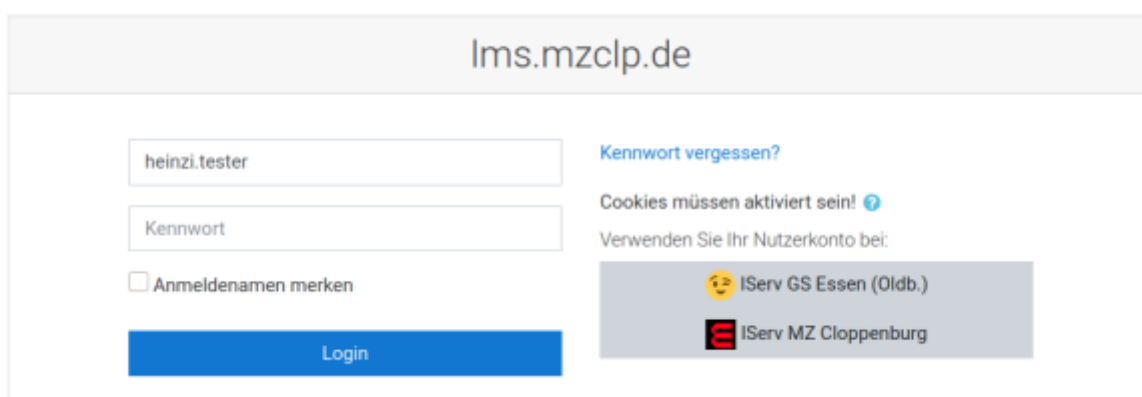 lms.mzclp.de
heinzi.tester
Kennwort
Anmeldenamen merken
Login
Kennwort vergessen?
Cookies müssen aktiviert sein! ?
Verwenden Sie Ihr Nutzerkonto bei:
IServ GS Essen (Oldb.)
IServ MZ Cloppenburg